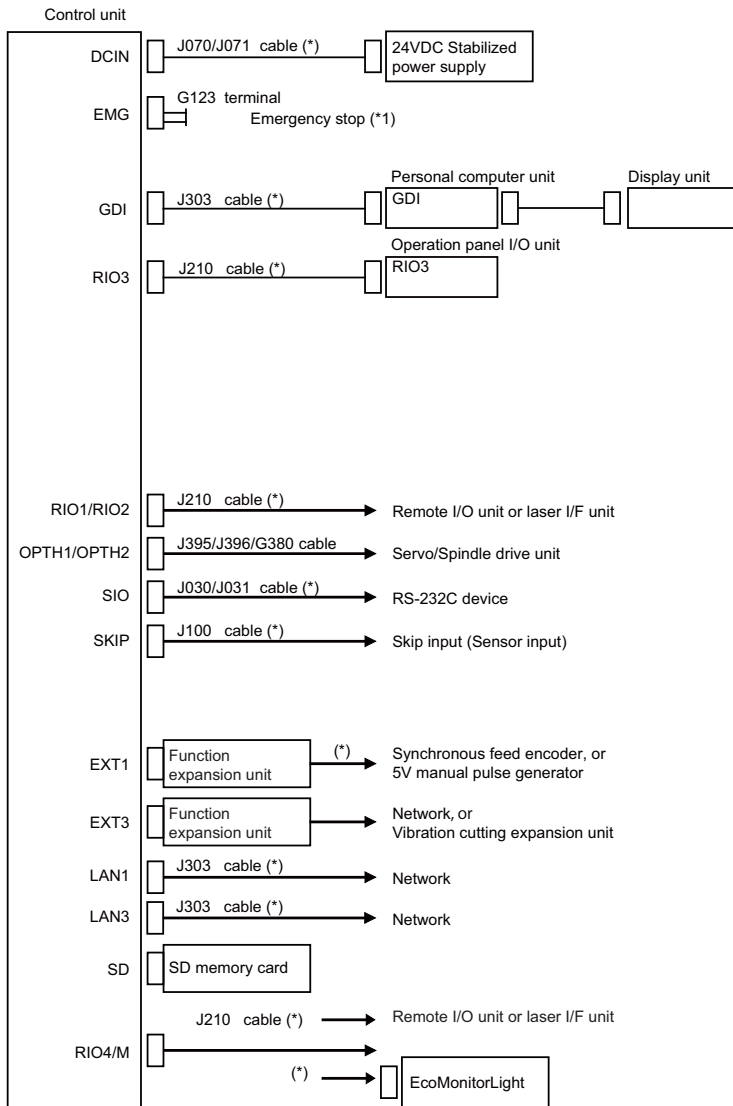 Control unit
DCIN
J070/J071 cable (*)
24VDC Stabilized
power supply
EMG
G123 terminal
Emergency stop (*1)
Personal computer unit
Display unit
GDI
J303 cable (*)
GDI
Operation panel I/O unit
RIO3
J210 cable (*)
RIO3
RIO1/RIO2
J210 cable (*)
Remote I/O unit or laser I/F unit
OPTH1/OPTH2
J395/J396/G380 cable
Servo/Spindle drive unit
SIO
J030/J031 cable (*)
RS-232C device
SKIP
J100 cable (*)
Skip input (Sensor input)
EXT1
Function
expansion unit
(*)
Synchronous feed encoder, or
5V manual pulse generator
EXT3
Function
expansion unit
Network, or
Vibration cutting expansion unit
LAN1
J303 cable (*)
Network
LAN3
J303 cable (*)
Network
SD
SD memory card
J210 cable (*)
Remote I/O unit or laser I/F unit
RIO4/M
(*)
EcoMonitorLight